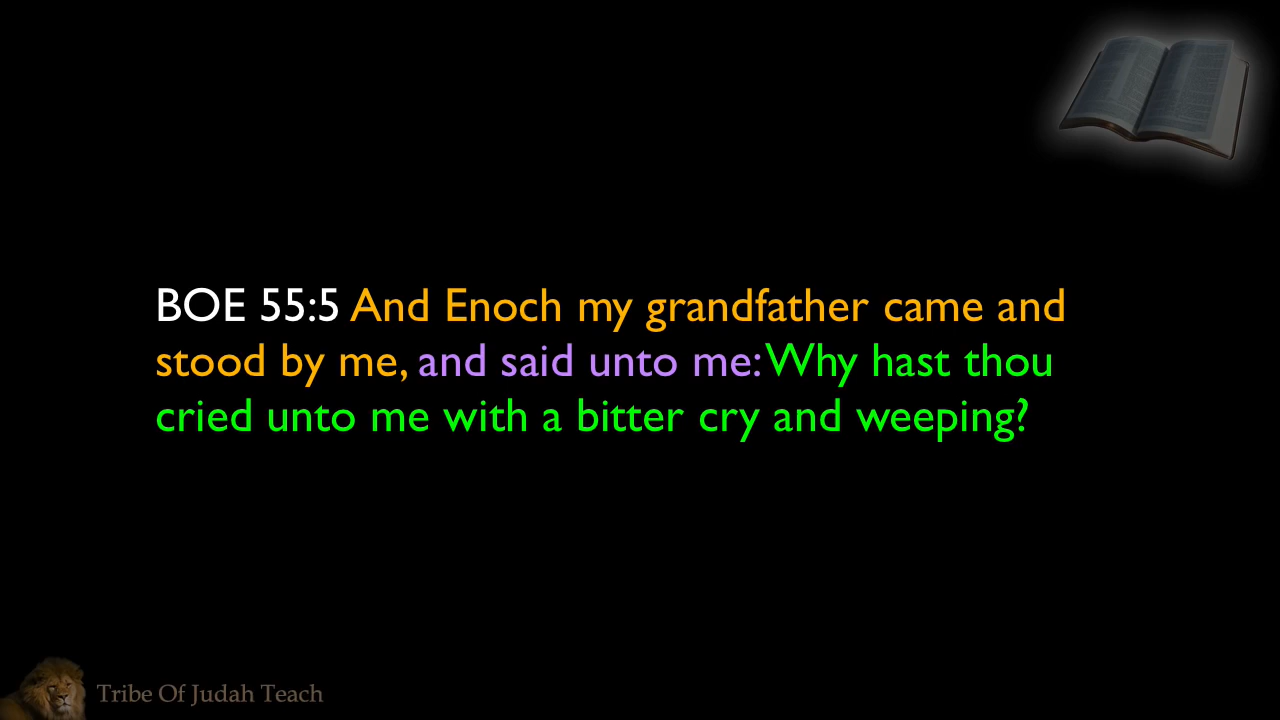 BOE 55:5 And Enoch my grandfather came and
stood by me, and said unto me: Why hast thou
cried unto me with a bitter cry and weeping?
Tribe Of Judah Teach